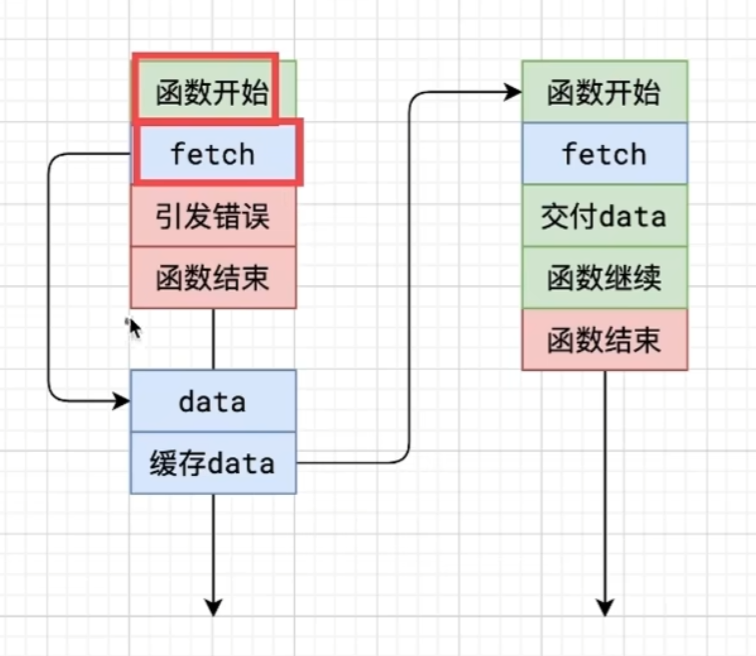 函数开始
fetch
引发错误
函数结束
data
缓存data
函数开始
fetch
交付data
函数继续
函数结束